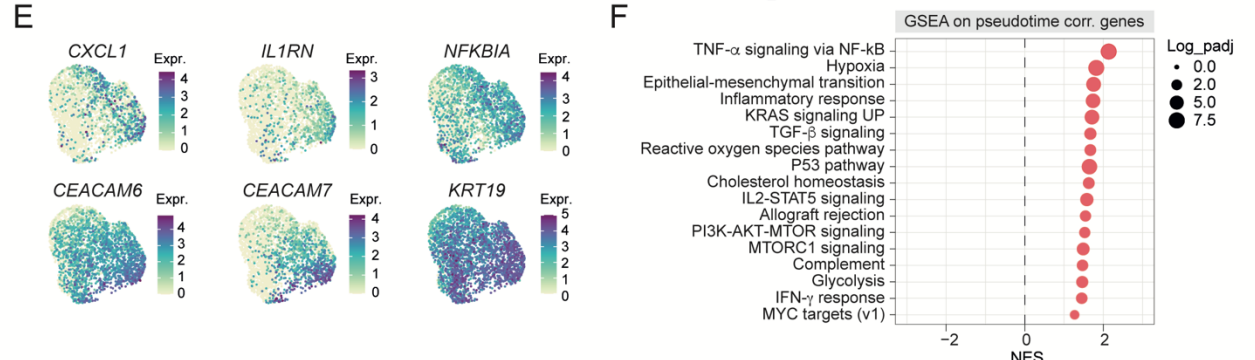 E
CXCL1
Expr.
4
3
2
1
0
IL1RN
Expr.
3
2
1
0
NFKBIA
Expr.
4
3
2
1
0
CEACAM6
Expr.
4
3
2
1
0
CEACAM7
Expr.
4
3
2
1
0
KRT19
Expr.
5
4
3
2
1
0
F
GSEA on pseudotime corr. genes
TNF-α signaling via NF-kB
Hypoxia
Epithelial-mesenchymal transition
Inflammatory response
KRAS signaling UP
TGF-β signaling
Reactive oxygen species pathway
P53 pathway
Cholesterol homeostasis
IL2-STAT5 signaling
Allograft rejection
PI3K-AKT-MTOR signaling
MTORC1 signaling
Complement
Glycolysis
IFN-γ response
MYC targets (v1)
−2 0 2
NES
Log_padj
0.0
2.0
5.0
7.5